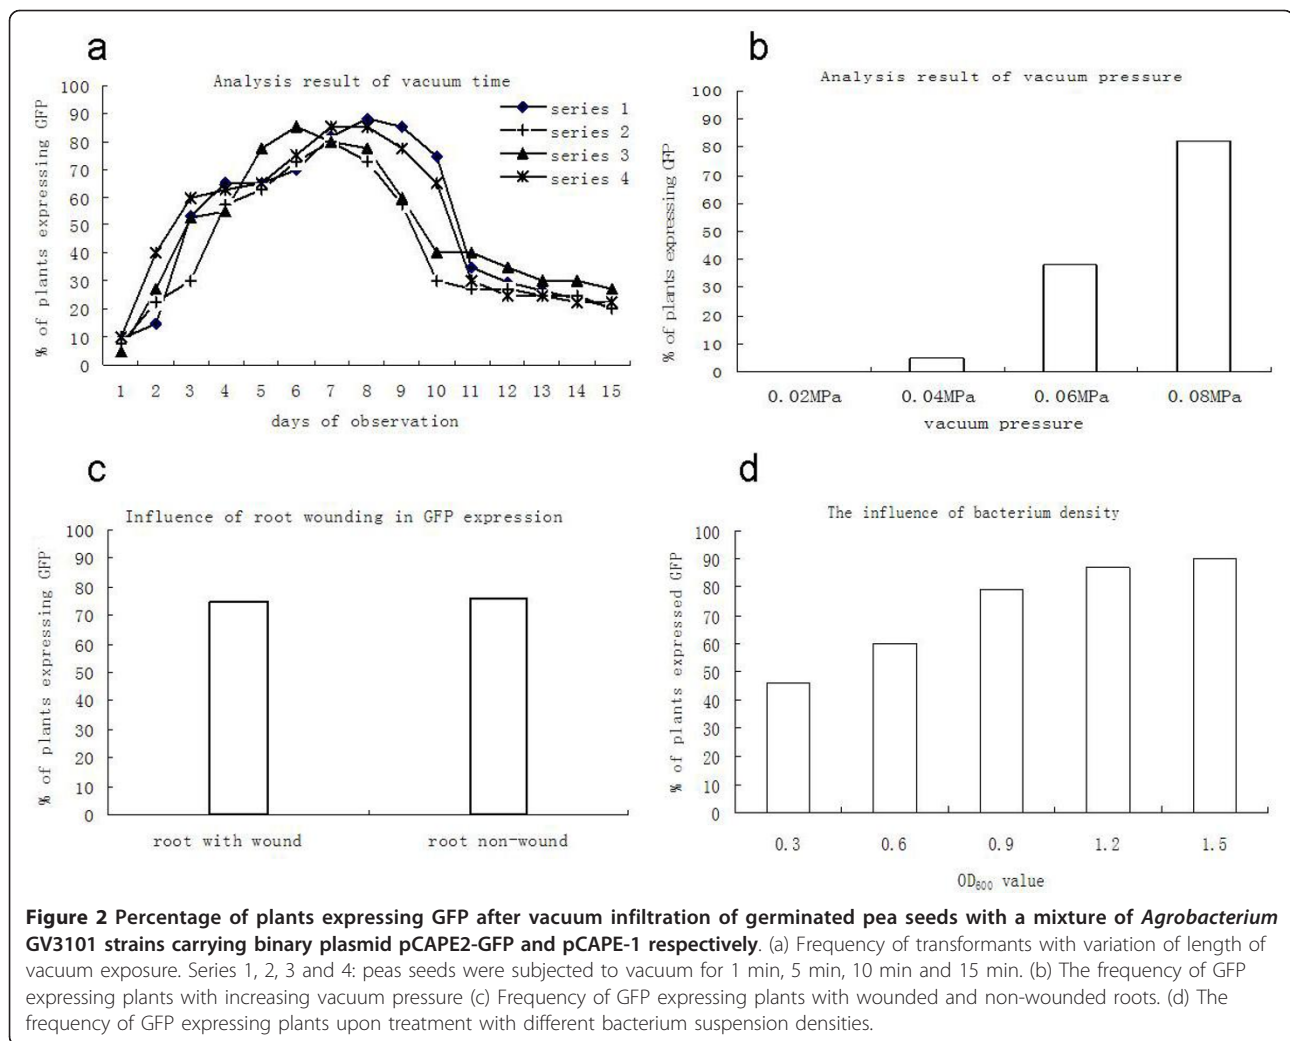 a
Analysis result of vacuum time
% of plants expressing GFP
100
90
80
70
60
50
40
30
20
10
0
series 1
series 2
series 3
series 4
1 2 3 4 5 6 7 8 9 10 11 12 13 14 15
days of observation
b
Analysis result of vacuum pressure
% of plants expressing GFP
100
90
80
70
60
50
40
30
20
10
0
0.02MPa 0.04MPa 0.06MPa 0.08MPa
vacuum pressure
c
Influence of root wounding in GFP expression
% of plants expressing GFP
100
90
80
70
60
50
40
30
20
10
0
root with wound root non-wound
d
The influence of bacterium density
% of plants expressed GFP
100
90
80
70
60
50
40
30
20
10
0
0.3 0.6 0.9 1.2 1.5
OD600 value
Figure 2 Percentage of plants expressing GFP after vacuum infiltration of germinated pea seeds with a mixture of Agrobacterium
GV3101 strains carrying binary plasmid pCAPE2-GFP and pCAPE-1 respectively. (a) Frequency of transformants with variation of length of
vacuum exposure. Series 1, 2, 3 and 4: peas seeds were subjected to vacuum for 1 min, 5 min, 10 min and 15 min. (b) The frequency of GFP
expressing plants with increasing vacuum pressure (c) Frequency of GFP expressing plants with wounded and non-wounded roots. (d) The
frequency of GFP expressing plants upon treatment with different bacterium suspension densities.